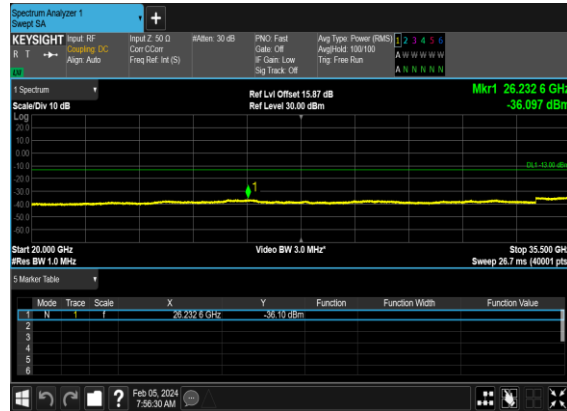 Spectrum Analyzer 1
Swept SA
+
KEYSIGHT Input: RF Input Z: 50 Ω #Atten: 30 dB PNO: Fast Avg Type: Power (RMS) 1 2 3 4 5 6
R T Coupling: DC Corr CCorr Gate: Off Avg|Hold: 100/100 A W W W W W
Align: Auto Freq Ref: Int (S) IF Gain: Low Trig: Free Run A N N N N N
Sig Track: Off
1 Spectrum Ref Lvl Offset 15.87 dB Mkr1 26.232 6 GHz
Scale/Div 10 dB Ref Level 30.00 dBm -36.097 dBm
Log
20.0
10.0
0.00
-10.0 DL1 -13.00 dBm
-20.0
-30.0 1
-40.0
-50.0
-60.0
Start 20.000 GHz Video BW 3.0 MHz* Stop 35.500 GHz
#Res BW 1.0 MHz Sweep 26.7 ms (40001 pts)
5 Marker Table
Mode Trace Scale X Y Function Function Width Function Value
1 N 1 f 26.232 6 GHz -36.10 dBm
2
3
4
5
6
? Feb 05, 2024
7:56:30 AM